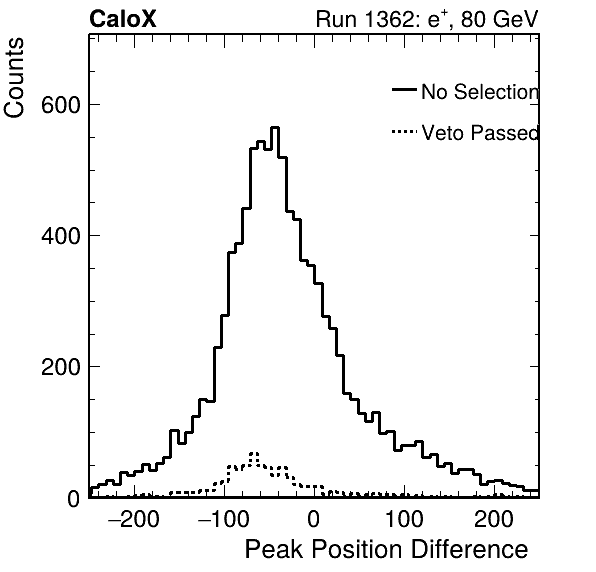 CaloX Run 1362: e⁺, 80 GeV
Counts
No Selection
Veto Passed
600
400
200
0
−200 −100 0 100 200
Peak Position Difference